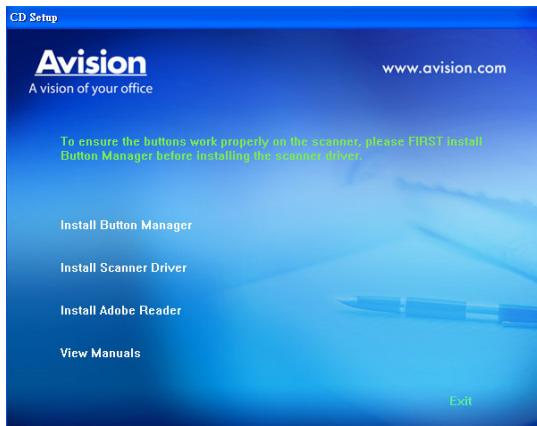 CD Setup
Avision
www.avision.com
A vision of your office
To ensure the buttons work properly on the scanner, please FIRST install
Button Manager before installing the scanner driver.
Install Button Manager
Install Scanner Driver
Install Adobe Reader
View Manuals
Exit